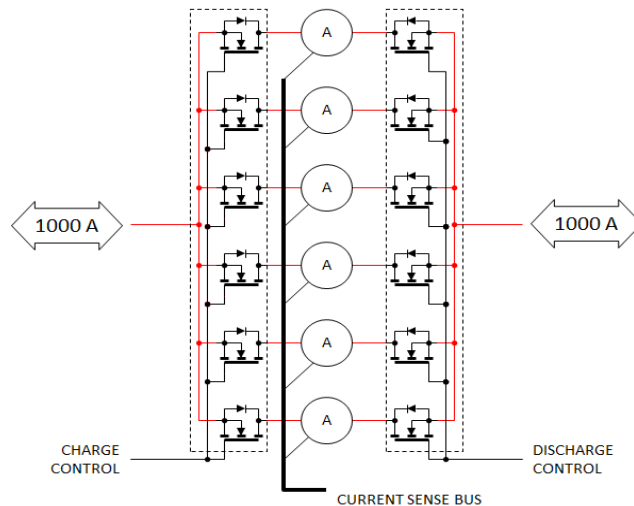 A
A
A
A
1000 A
1000 A
A
A
CHARGE
CONTROL
DISCHARGE
CONTROL
CURRENT SENSE BUS